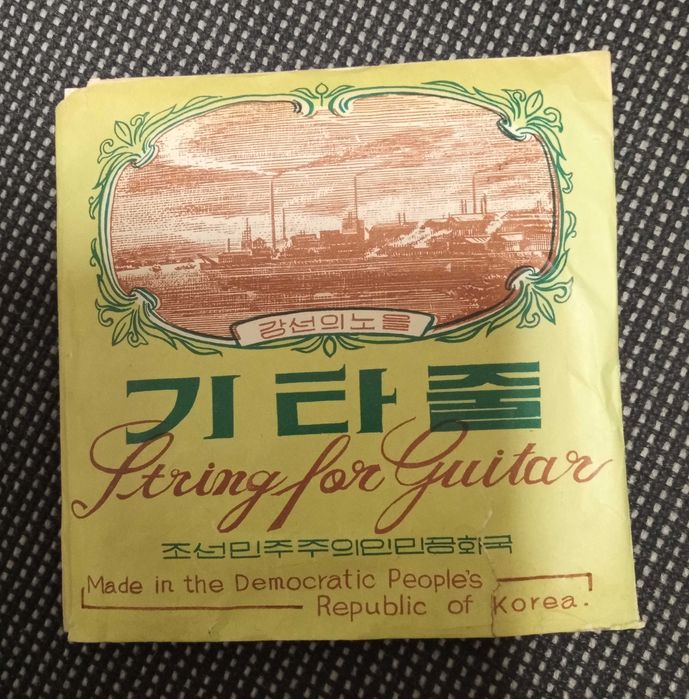 강선의노을
기타줄
String for Guitar
조선민주주의인민공화국
Made in the Democratic People's
Republic of Korea.